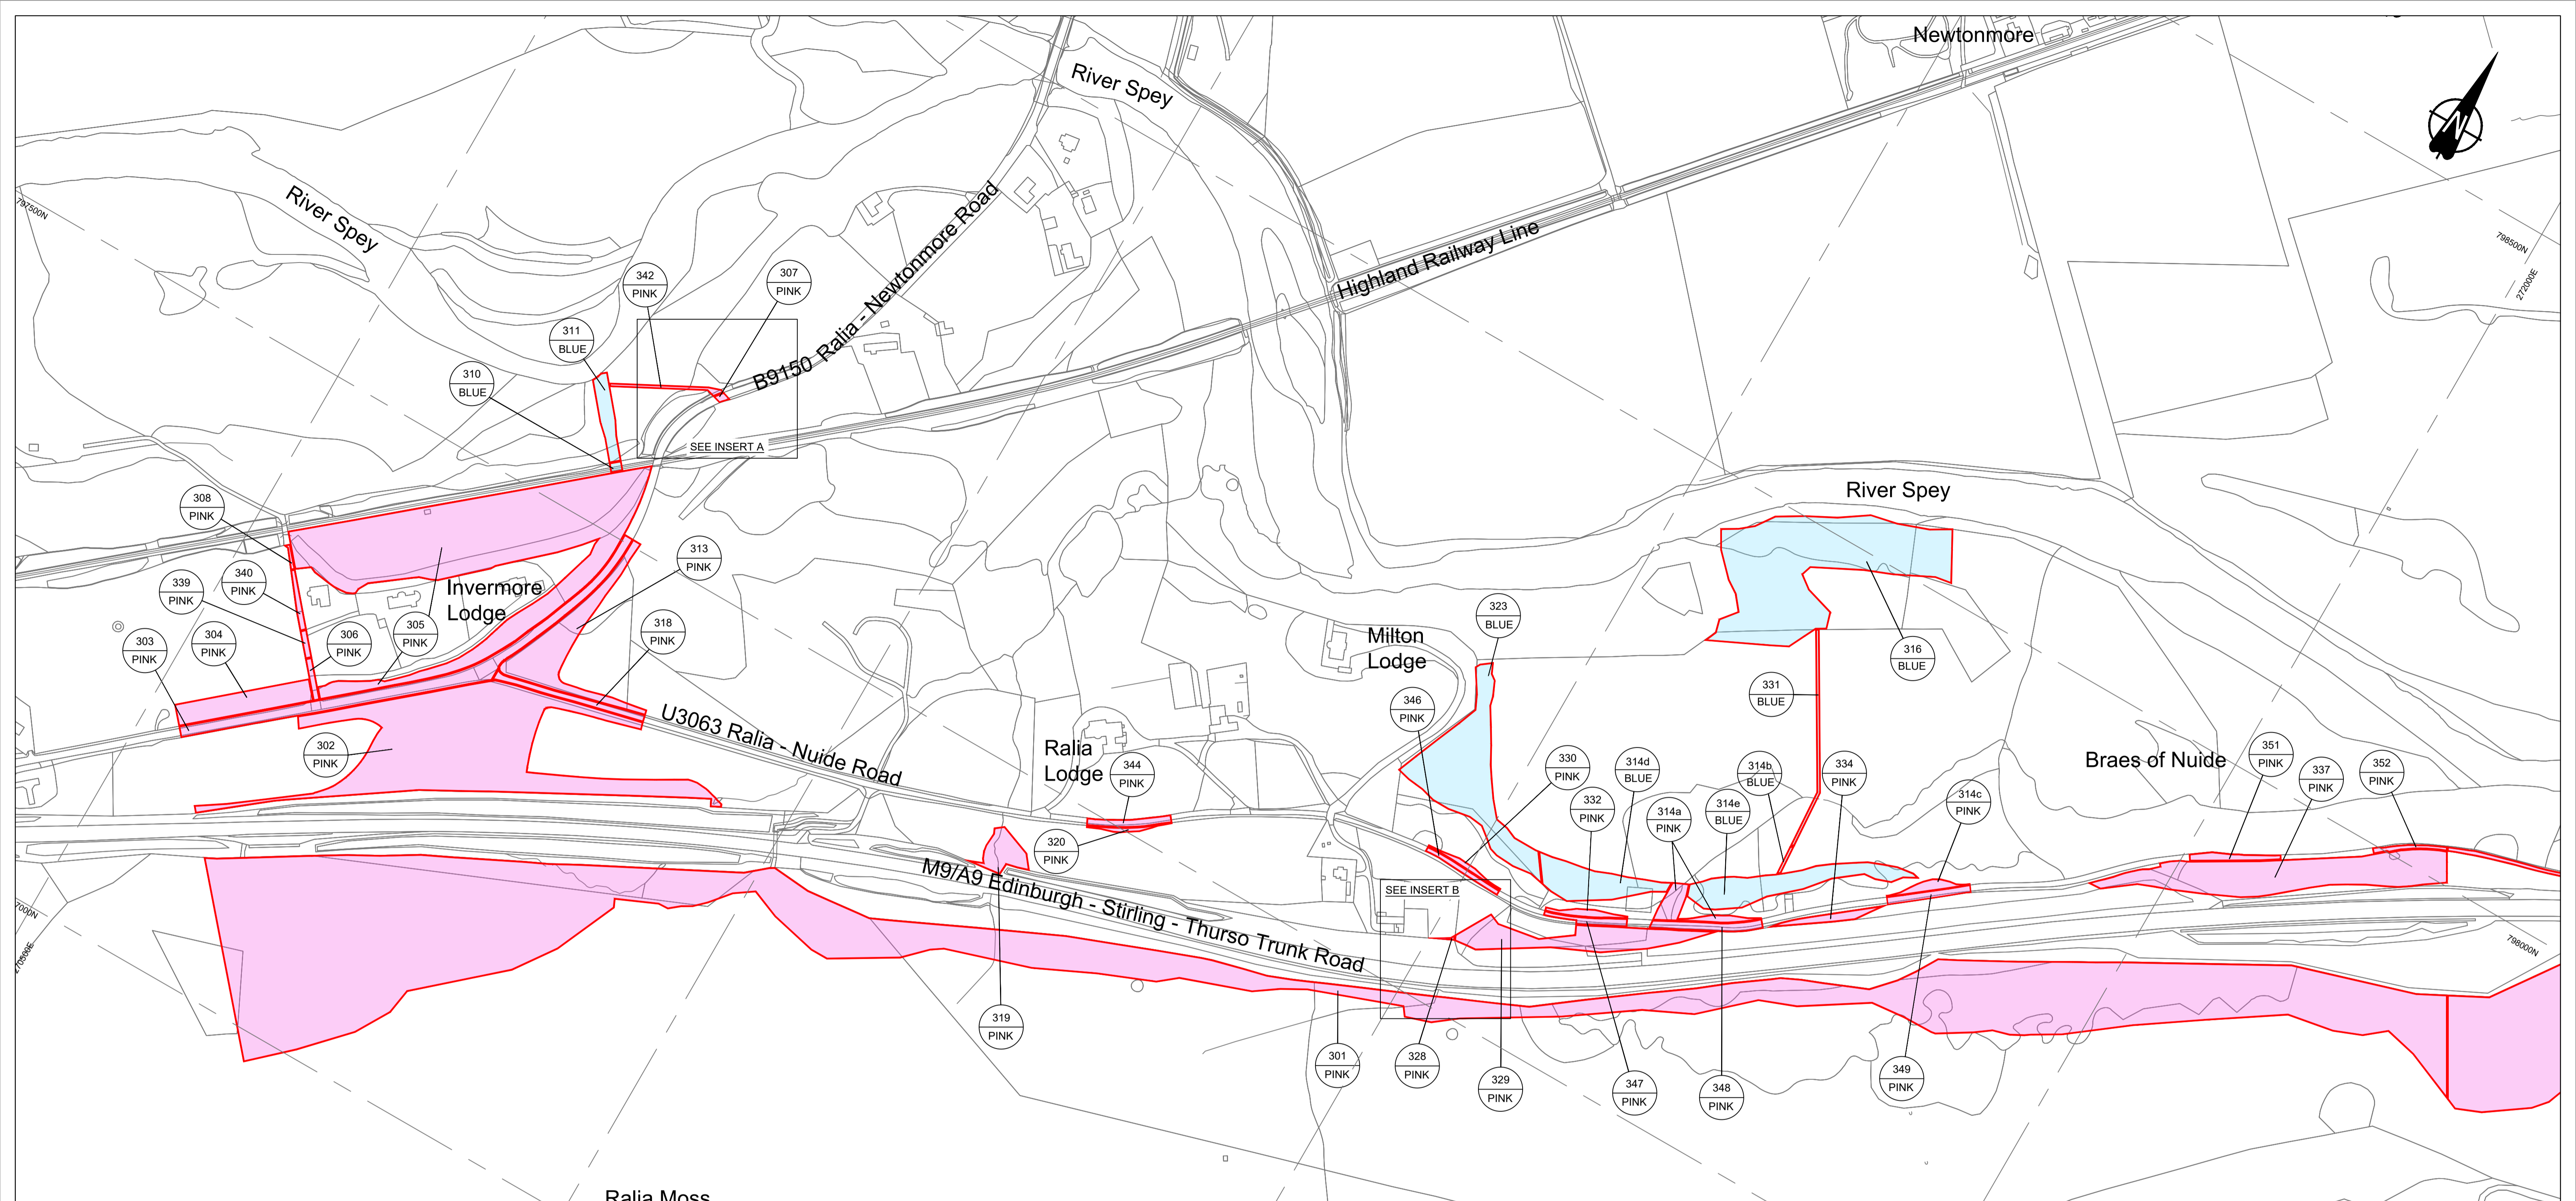 Newtonmore
River Spey
N
797500N
River Spey
B9150 Ralia - Newtonmore Road
Highland Railway Line
798500N
272000E
342
PINK
307
PINK
311
BLUE
310
BLUE
SEE INSERT A
308
PINK
313
PINK
339
PINK
340
PINK
Invermore
Lodge
303
PINK
304
PINK
306
PINK
305
PINK
318
PINK
302
PINK
U3063 Ralia - Nuide Road
Ralia
Lodge
344
PINK
320
PINK
Milton
Lodge
323
BLUE
River Spey
316
BLUE
331
BLUE
346
PINK
330
PINK
332
PINK
314d
BLUE
314a
PINK
314e
BLUE
314b
BLUE
334
PINK
314c
PINK
Braes of Nuide
351
PINK
337
PINK
352
PINK
SEE INSERT B
M9/A9 Edinburgh - Stirling - Thurso Trunk Road
7000N
270500E
798000N
319
PINK
301
PINK
328
PINK
329
PINK
347
PINK
348
PINK
349
PINK
Ralia Moss